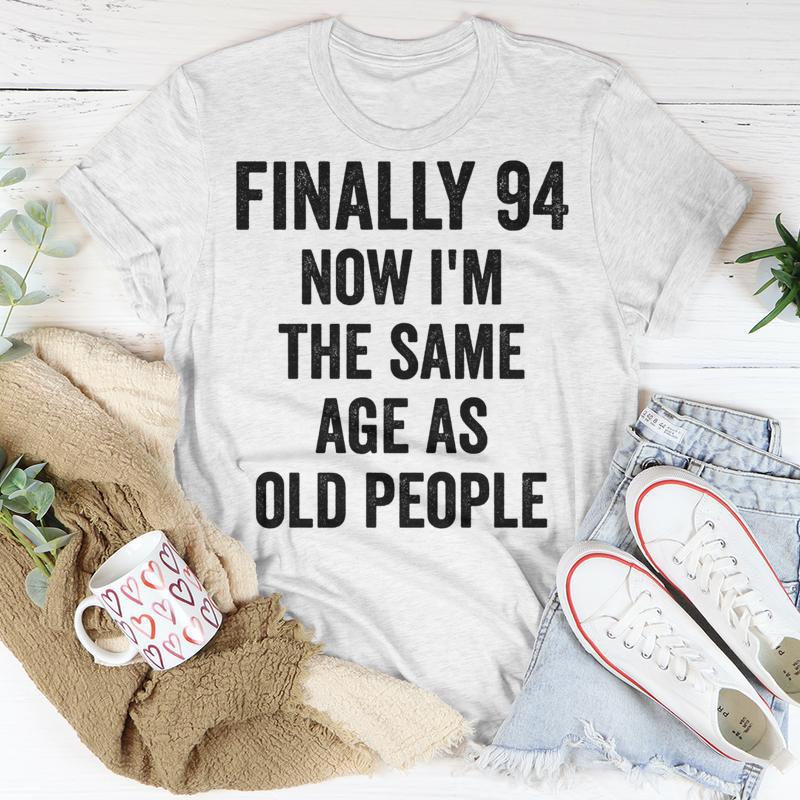 FINALLY 94
NOW I'M
THE SAME
AGE AS
OLD PEOPLE